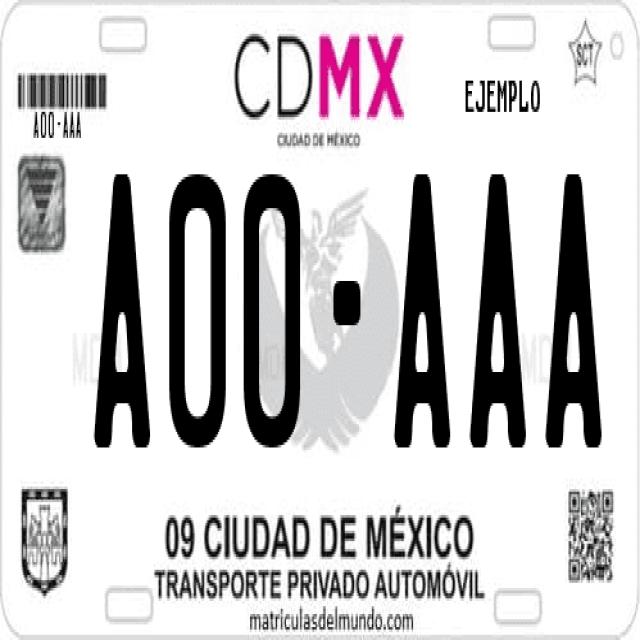 CDMX
SCT
EJEMPLO
A00-AAA
CIUDAD DE MÉXICO
A00-AAA
09 CIUDAD DE MÉXICO
TRANSPORTE PRIVADO AUTOMÓVIL
matriculasdelmundo.com